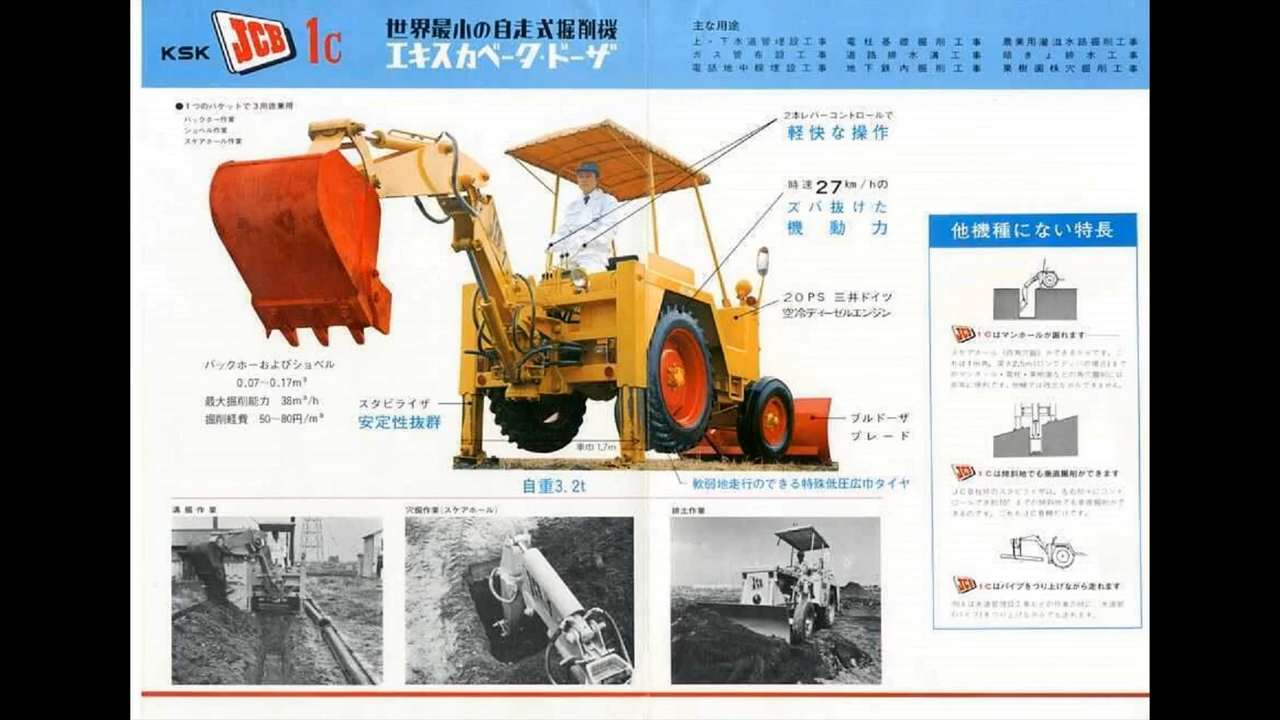 KSK JCB 1C
世界最小の自走式掘削機
エキスカベータ・ドーザ
主な用途
上・下水道管埋設工事 電柱基礎掘削工事 農業用灌漑水路掘削工事
ガス管布設工事 道路排水溝工事 暗きょ排水工事
電話地中線埋設工事 地下鉄内掘削工事 果樹園株穴掘削工事
●1つのバケットで3用途兼用
バックホー作業
ショベル作業
スケアホール作業
2本レバーコントロールで
軽快な操作
時速27km/hの
ズバ抜けた
機動力
20PS 三井ドイツ
空冷ディーゼルエンジン
バックホーおよびショベル
0.07〜0.17m³
最大掘削能力 38m³/h
掘削経費 50〜80円/m³
スタビライザ
安定性抜群
車巾1.7m
自重3.2t
ブルドーザ
ブレード
軟弱地走行のできる特殊低圧広巾タイヤ
他機種にない特長
JCB 1Cはマンホールが掘れます
JCB 1Cは傾斜地でも垂直掘削ができます
JCB 1Cはパイプをつり上げながら走れます
溝掘作業
穴掘作業(スケアホール)
排土作業
JCB